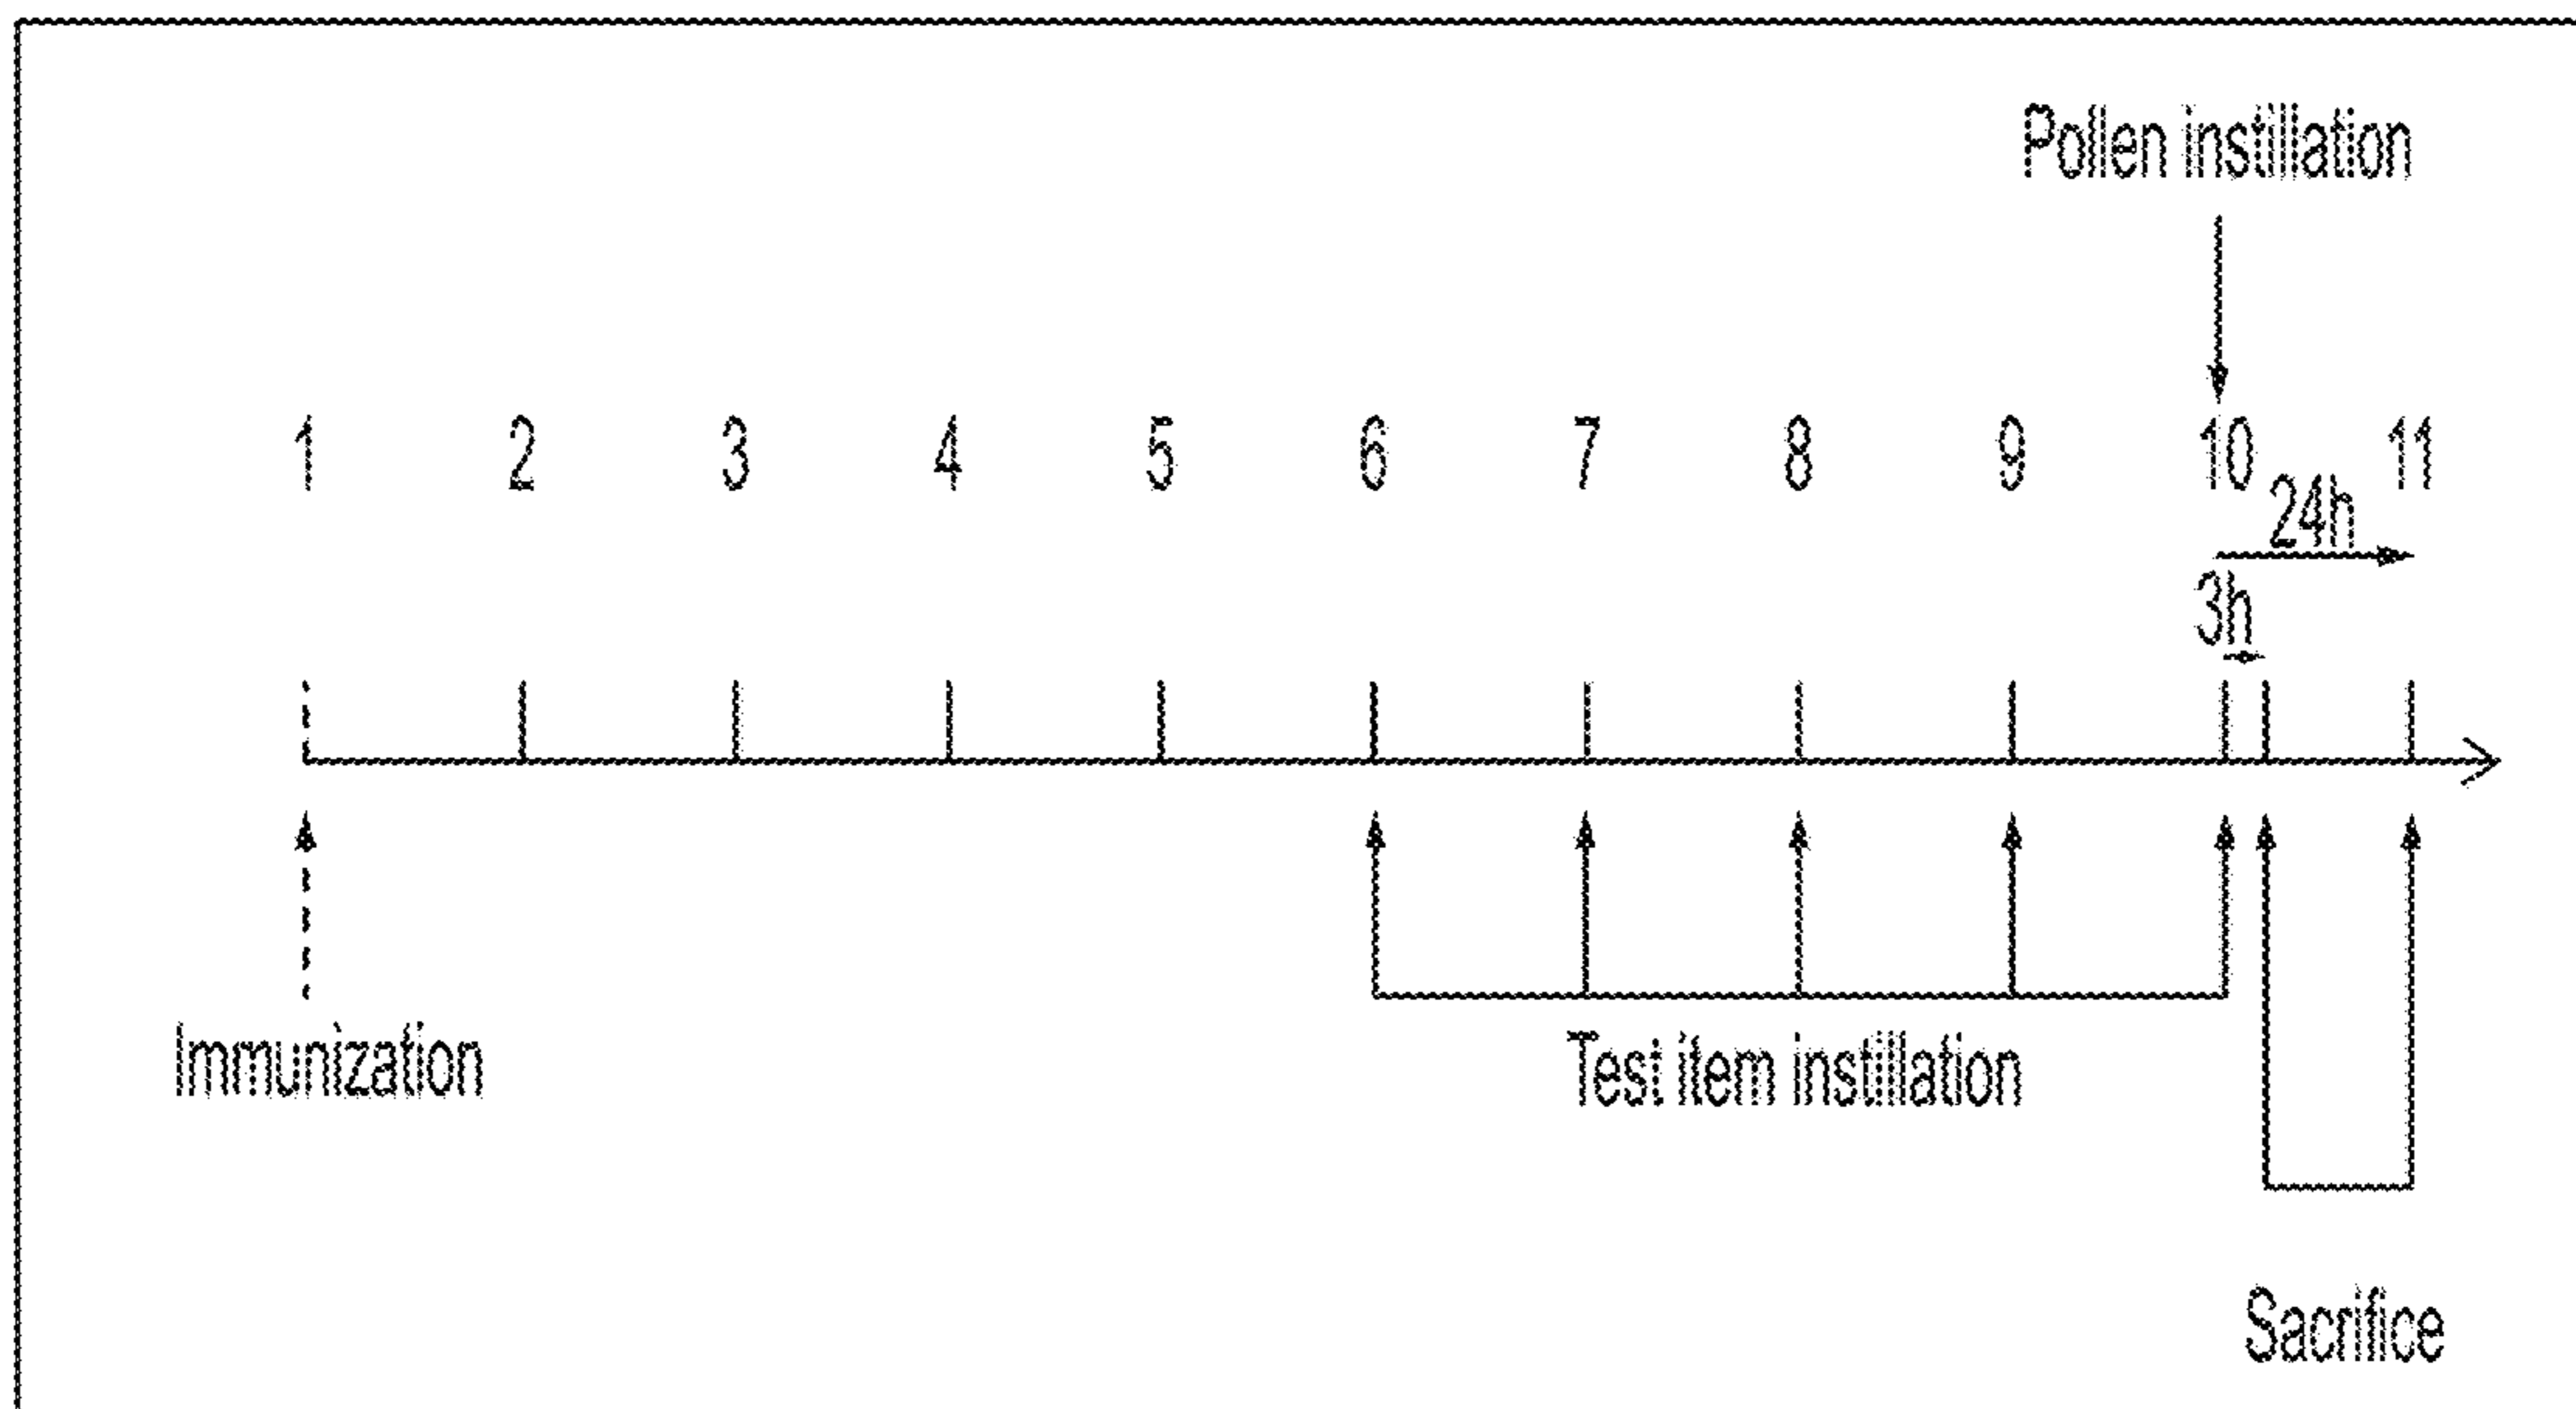 Pollen instillation
1 2 3 4 5 6 7 8 9 10 11
24h
3h
Immunization
Test item instillation
Sacrifice